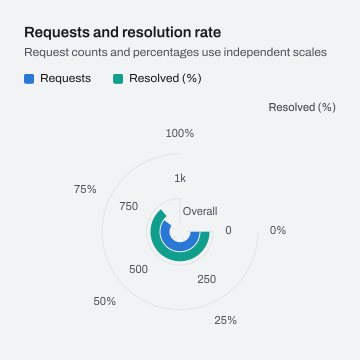 Requests and resolution rate
Request counts and percentages use independent scales
Requests
Resolved (%)
Resolved (%)
100%
1k
75%
750
Overall
0
0%
500
250
50%
25%